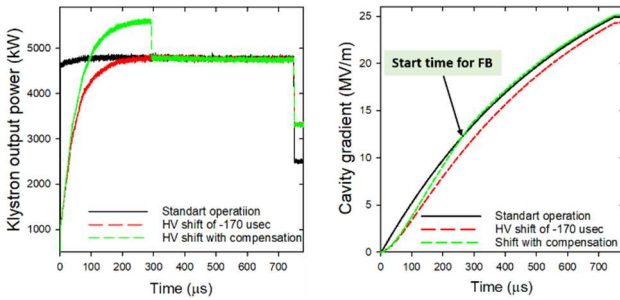 Klystron output power (kW)
5000
4000
3000
2000
1000
0 100 200 300 400 500 600 700
Time (μs)
Standart operatiion
HV shift of -170 usec
HV shift with compensation
Cavity gradient (MV/m)
25
20
15
10
5
0
0 100 200 300 400 500 600 700
Time (μs)
Start time for FB
Standart operation
HV shift of -170 usec
Shift with compensation